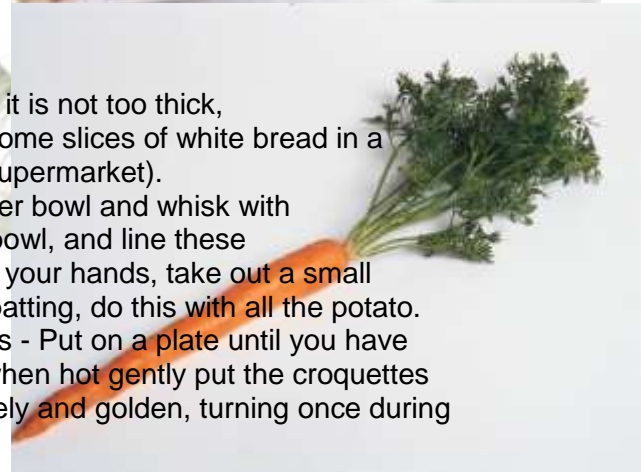 it is not too thick,
ome slices of white bread in a
upermarket).
er bowl and whisk with
bowl, and line these
your hands, take out a small
patting, do this with all the potato.
s - Put on a plate until you have
when hot gently put the croquettes
ely and golden, turning once during